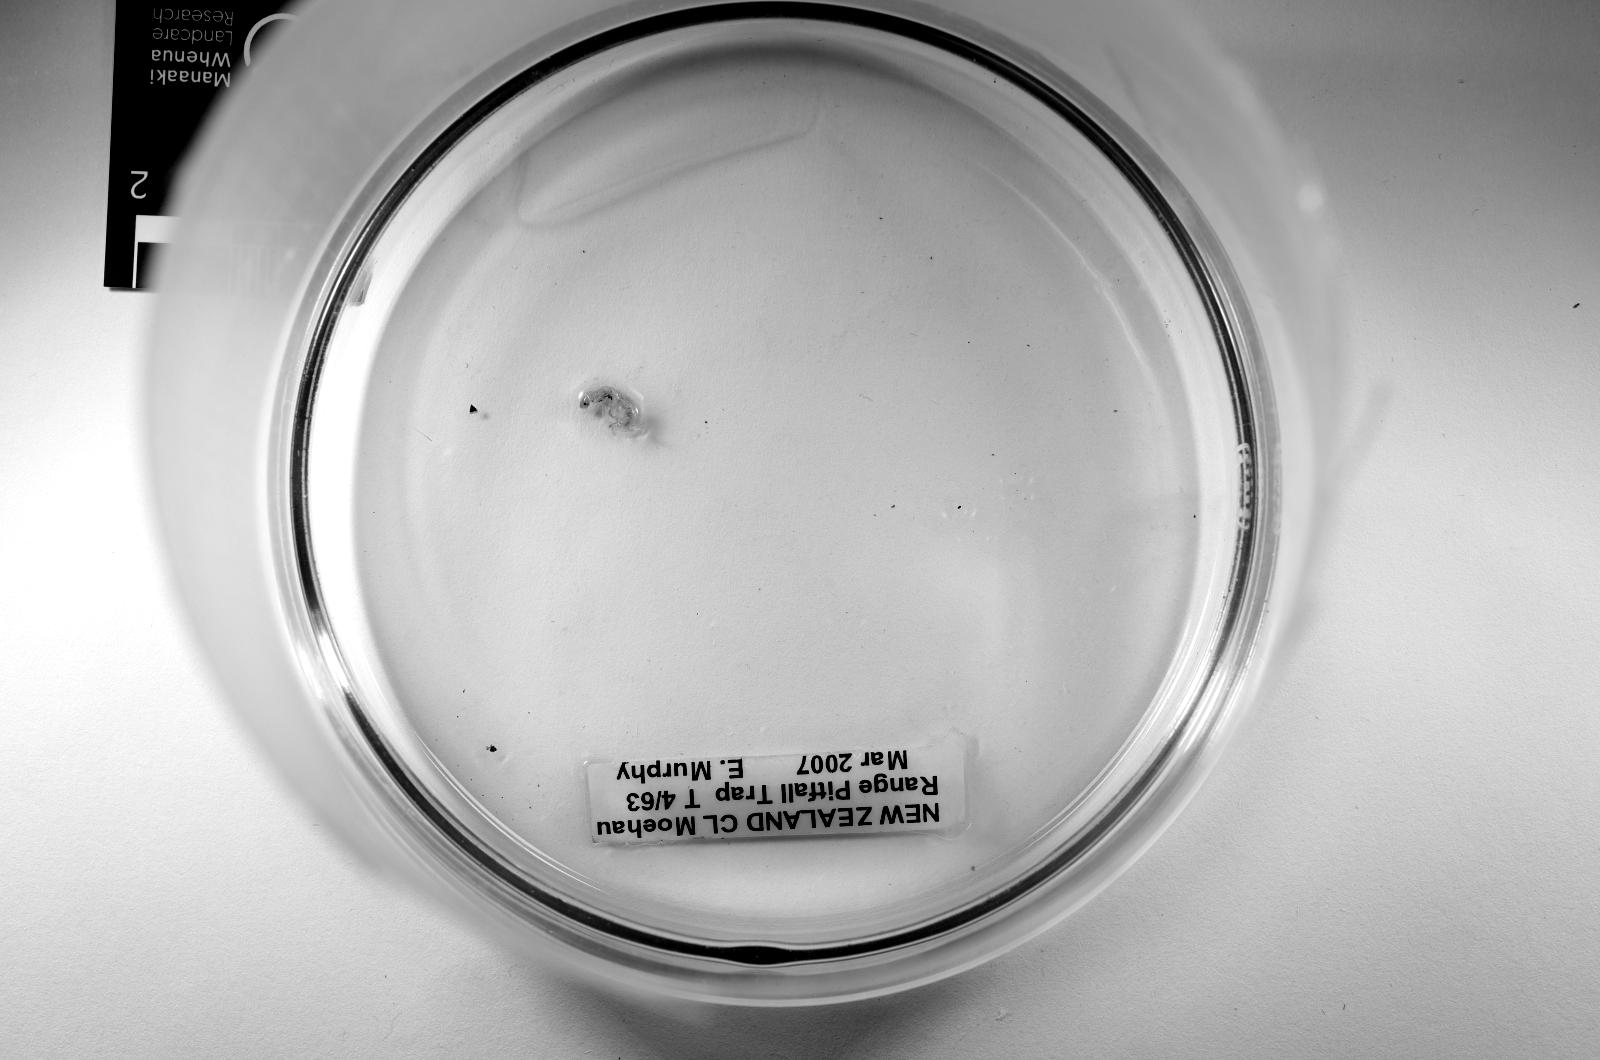 NEW ZEALAND CL Moehau
Range Pitfall Trap T 4/63
Mar 2007 E. Murphy
Manaaki
Whenua
Landcare
Research
2